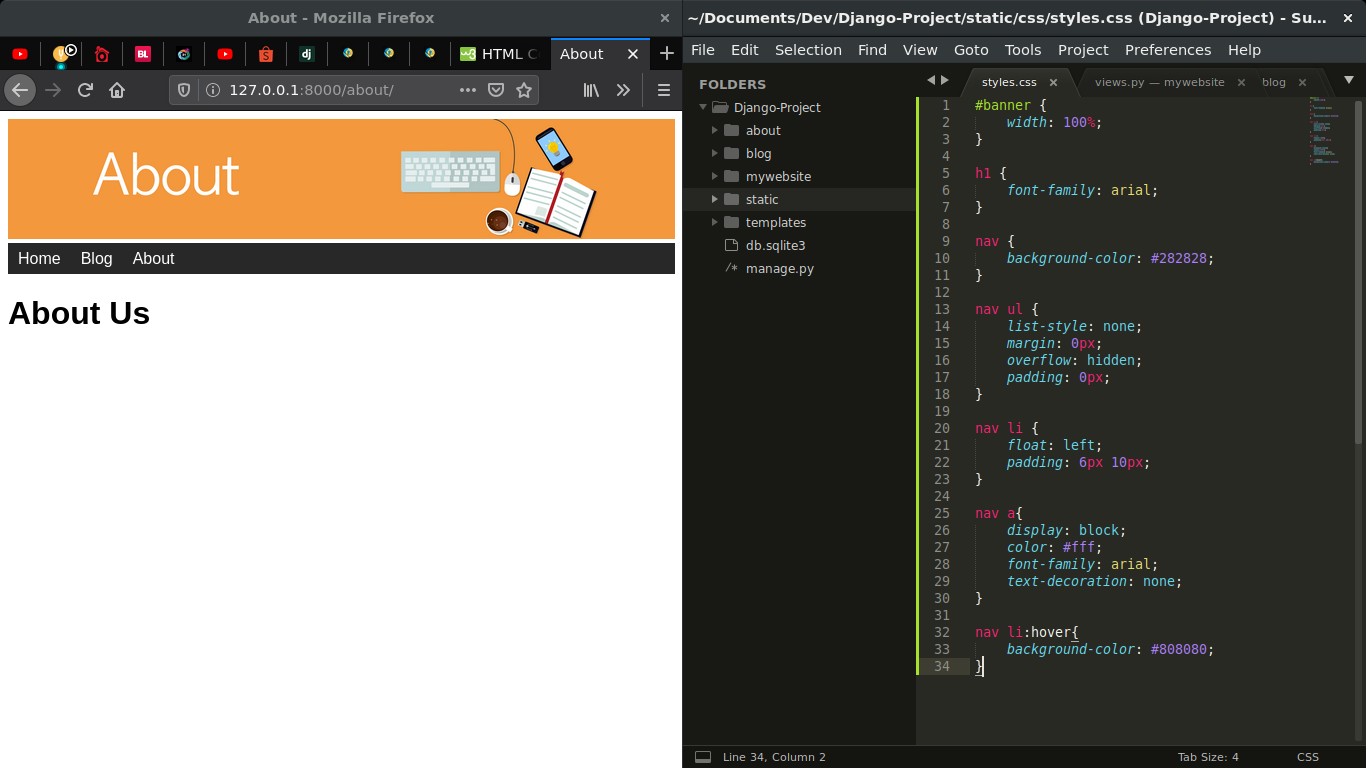 About - Mozilla Firefox
BL
dj
HTML C
About
127.0.0.1:8000/about/
About
Home Blog About
About Us
~/Documents/Dev/Django-Project/static/css/styles.css (Django-Project) - Su...
File Edit Selection Find View Goto Tools Project Preferences Help
FOLDERS
Django-Project
about
blog
mywebsite
static
templates
db.sqlite3
/* manage.py
styles.css
views.py — mywebsite
blog
1 #banner {
2 width: 100%;
3 }
4
5 h1 {
6 font-family: arial;
7 }
8
9 nav {
10 background-color: #282828;
11 }
12
13 nav ul {
14 list-style: none;
15 margin: 0px;
16 overflow: hidden;
17 padding: 0px;
18 }
19
20 nav li {
21 float: left;
22 padding: 6px 10px;
23 }
24
25 nav a{
26 display: block;
27 color: #fff;
28 font-family: arial;
29 text-decoration: none;
30 }
31
32 nav li:hover{
33 background-color: #808080;
34 }
Line 34, Column 2
Tab Size: 4
CSS